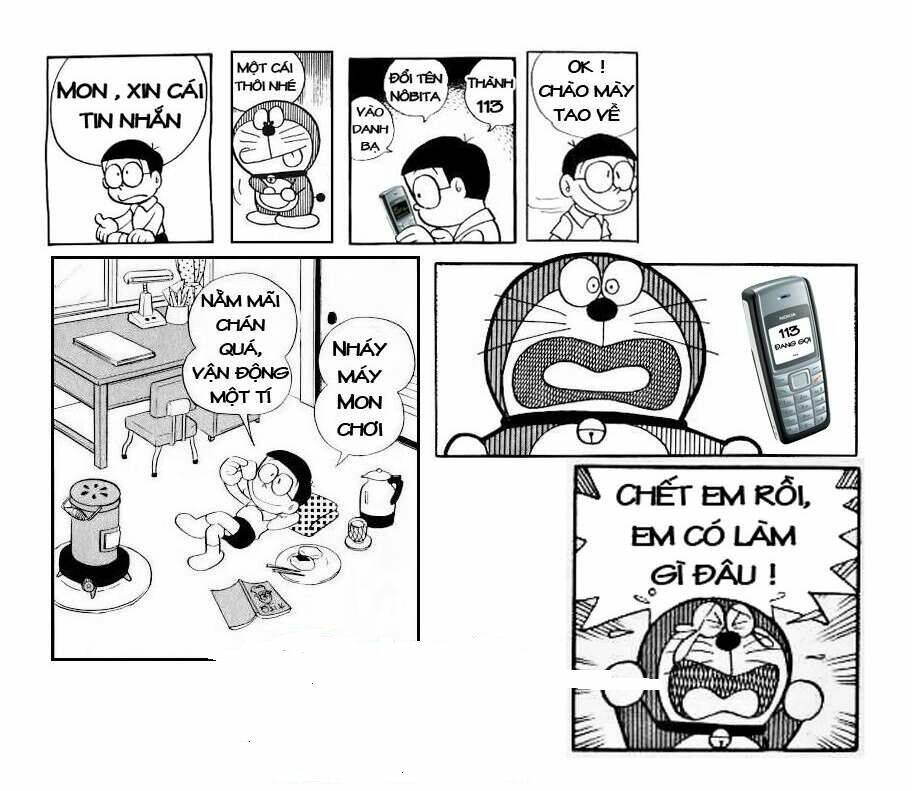 MON , XIN CÁI
TIN NHẮN
MỘT CÁI
THÔI NHÉ
VÀO
DANH
BẠ
ĐỔI TÊN
NÔBITA
THÀNH
113
OK !
CHÀO MÀY
TAO VỀ
NẰM MÃI
CHÁN
QUÁ,
VẬN ĐỘNG
MỘT TÍ
NHÁY
MÁY
MON
CHƠI
NOKIA
113
ĐANG GỌI
...
CHẾT EM RỒI,
EM CÓ LÀM
GÌ ĐÂU !